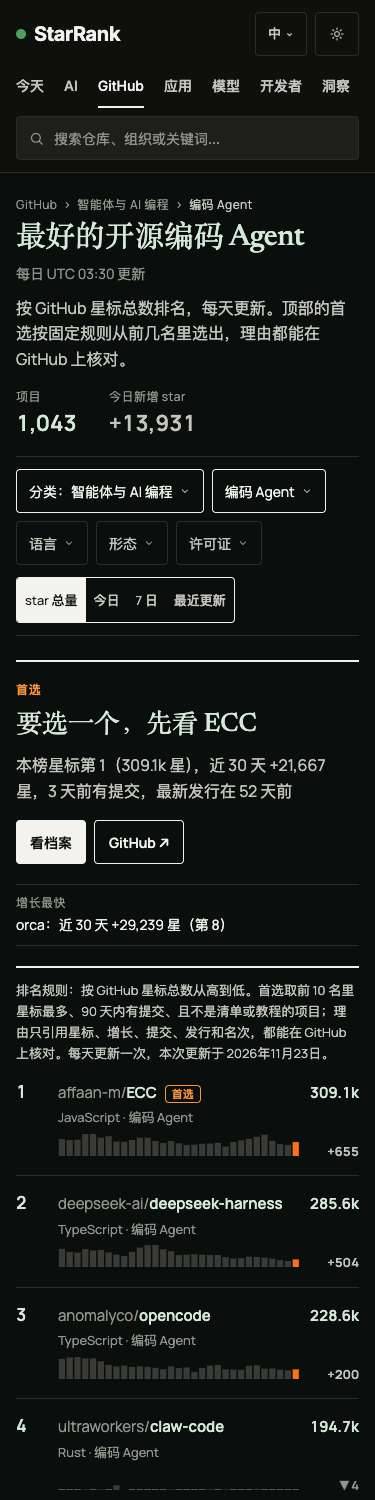 StarRank
中
今天 AI GitHub 应用 模型 开发者 洞察
搜索仓库、组织或关键词...
GitHub › 智能体与 AI 编程 › 编码 Agent
最好的开源编码 Agent
每日 UTC 03:30 更新
按 GitHub 星标总数排名，每天更新。顶部的首
选按固定规则从前几名里选出，理由都能在
GitHub 上核对。
项目 今日新增 star
1,043 +13,931
分类：智能体与 AI 编程 编码 Agent
语言 形态 许可证
star 总量 今日 7 日 最近更新
首选
要选一个，先看 ECC
本榜星标第 1（309.1k 星），近 30 天 +21,667
星，3 天前有提交，最新发行在 52 天前
看档案 GitHub ↗
增长最快
orca：近 30 天 +29,239 星（第 8）
排名规则：按 GitHub 星标总数从高到低。首选取前 10 名里
星标最多、90 天内有提交、且不是清单或教程的项目；理
由只引用星标、增长、提交、发行和名次，都能在 GitHub
上核对。每天更新一次，本次更新于 2026年11月23日。
1 affaan-m/ECC 首选 309.1k
JavaScript · 编码 Agent
+655
2 deepseek-ai/deepseek-harness 285.6k
TypeScript · 编码 Agent
+504
3 anomalyco/opencode 228.6k
TypeScript · 编码 Agent
+200
4 ultraworkers/claw-code 194.7k
Rust · 编码 Agent
▼4